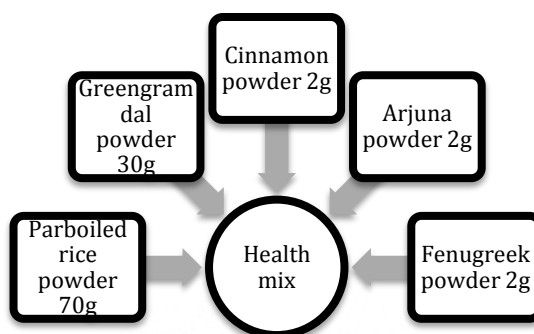 Cinnamon
powder 2g
Greengram
dal
powder
30g
Arjuna
powder 2g
Parboiled
rice
powder
70g
Health
mix
Fenugreek
powder 2g